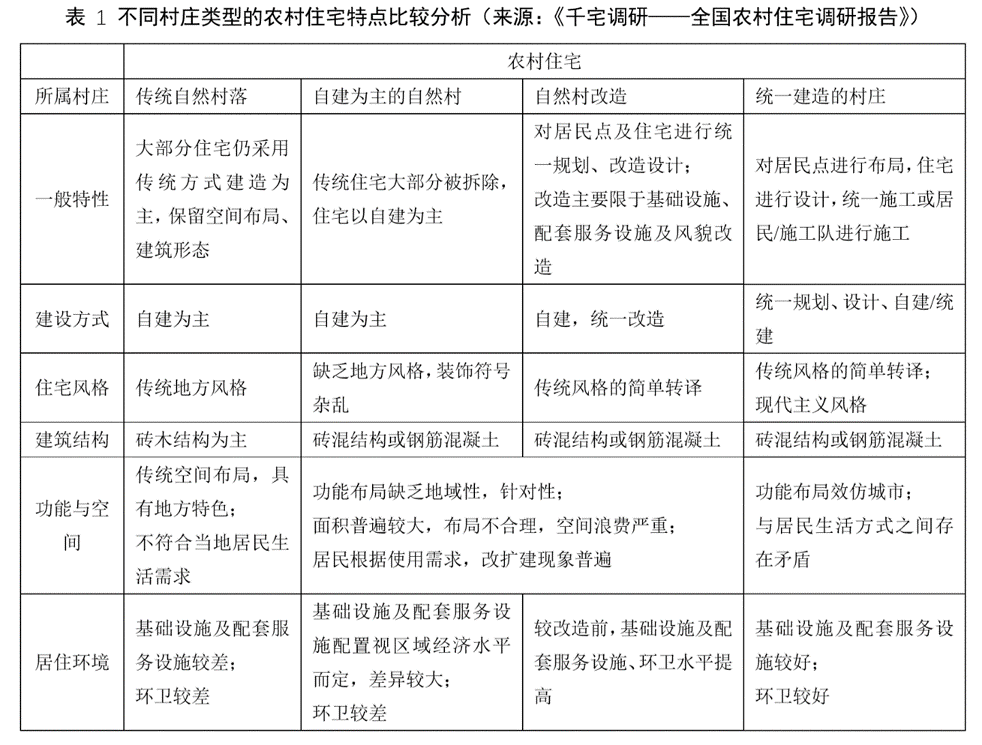 表 1 不同村庄类型的农村住宅特点比较分析（来源：《千宅调研——全国农村住宅调研报告》）
农村住宅
所属村庄 传统自然村落 自建为主的自然村 自然村改造 统一建造的村庄
一般特性
大部分住宅仍采用
传统方式建造为
主，保留空间布局、
建筑形态
传统住宅大部分被拆除，
住宅以自建为主
对居民点及住宅进行统
一规划、改造设计；
改造主要限于基础设施、
配套服务设施及风貌改
造
对居民点进行布局，住宅
进行设计，统一施工或居
民/施工队进行施工
建设方式
自建为主
自建为主
自建，统一改造
统一规划、设计、自建/统
建
住宅风格
传统地方风格
缺乏地方风格，装饰符号
杂乱
传统风格的简单转译
传统风格的简单转译；
现代主义风格
建筑结构 砖木结构为主 砖混结构或钢筋混凝土 砖混结构或钢筋混凝土 砖混结构或钢筋混凝土
功能与空
间
传统空间布局，具
有地方特色；
不符合当地居民生
活需求
功能布局缺乏地域性，针对性；
面积普遍较大，布局不合理，空间浪费严重；
居民根据使用需求，改扩建现象普遍
功能布局效仿城市；
与居民生活方式之间存
在矛盾
居住环境
基础设施及配套服
务设施较差；
环卫较差
基础设施及配套服务设
施配置视区域经济水平
而定，差异较大；
环卫较差
较改造前，基础设施及配
套服务设施、环卫水平提
高
基础设施及配套服务设
施较好；
环卫较好